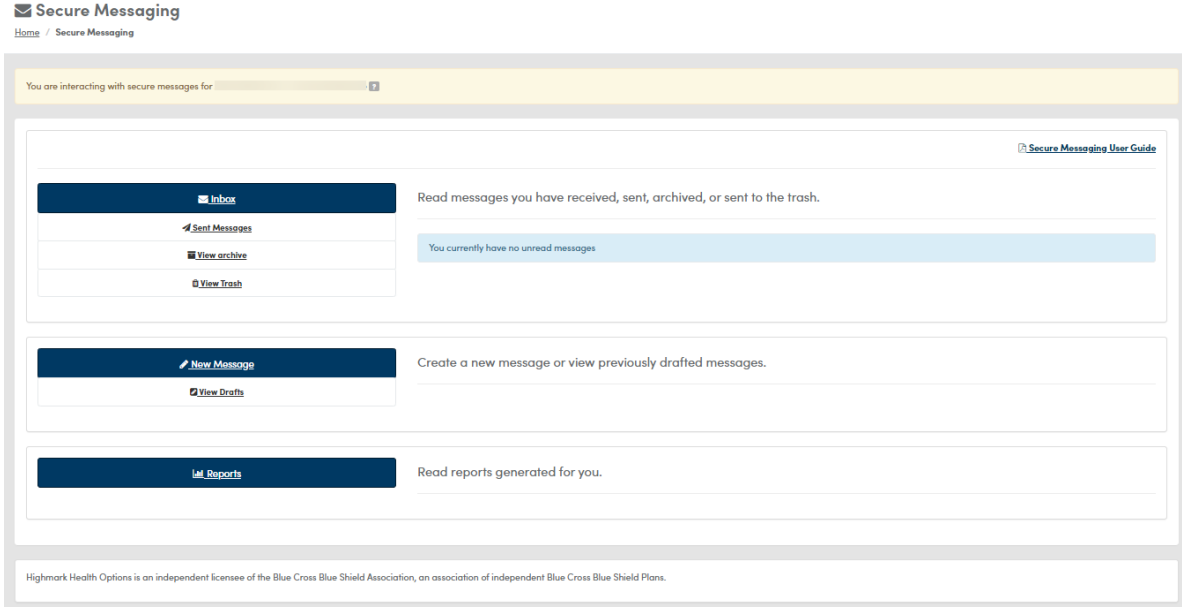 Secure Messaging
Home / Secure Messaging
You are interacting with secure messages for ?
Secure Messaging User Guide
Inbox
Read messages you have received, sent, archived, or sent to the trash.
Sent Messages
You currently have no unread messages
View archive
View Trash
New Message
Create a new message or view previously drafted messages.
View Drafts
Reports
Read reports generated for you.
Highmark Health Options is an independent licensee of the Blue Cross Blue Shield Association, an association of independent Blue Cross Blue Shield Plans.